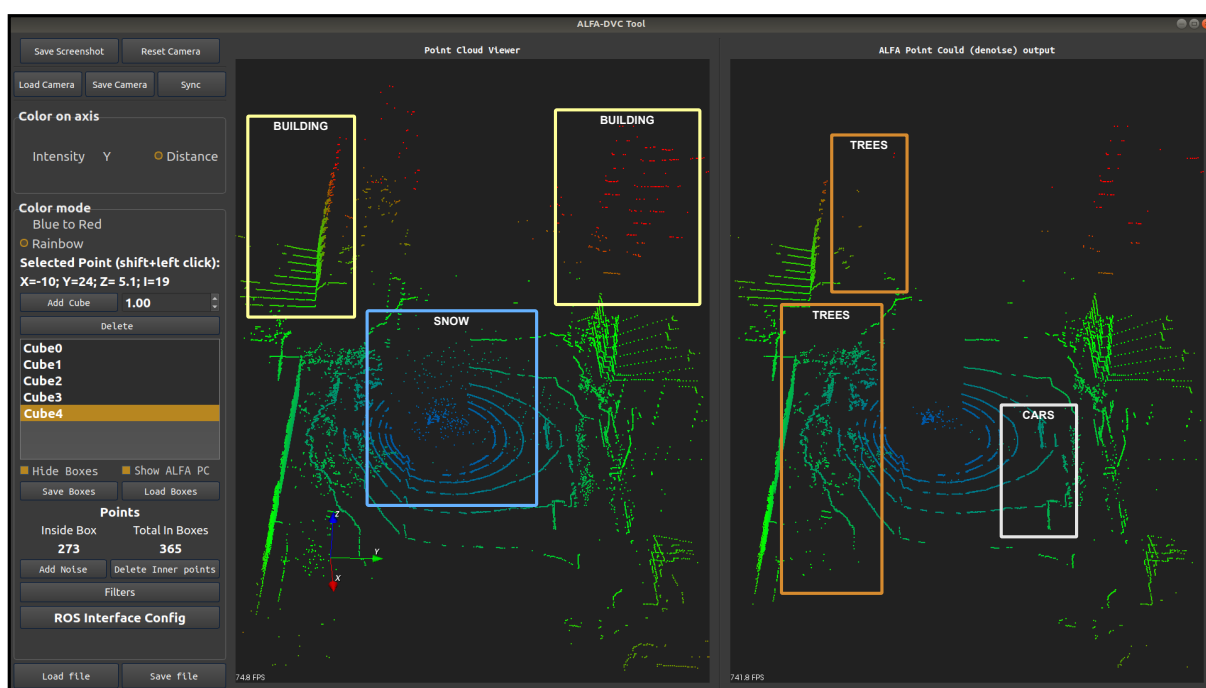 ALFA-DVC Tool
Save Screenshot Reset Camera
Load Camera Save Camera Sync
Color on axis
Intensity Y Distance
Color mode
Blue to Red
Rainbow
Selected Point (shift+left click):
X=-10; Y=24; Z= 5.1; I=19
Add Cube 1.00
Delete
Cube0
Cube1
Cube2
Cube3
Cube4
Hide Boxes Show ALFA PC
Save Boxes Load Boxes
Points
Inside Box Total In Boxes
273 365
Add Noise Delete Inner points
Filters
ROS Interface Config
Load file Save file
Point Cloud Viewer
BUILDING
BUILDING
SNOW
Z
Y
X
74.8 FPS
ALFA Point Could (denoise) output
TREES
TREES
CARS
741.8 FPS